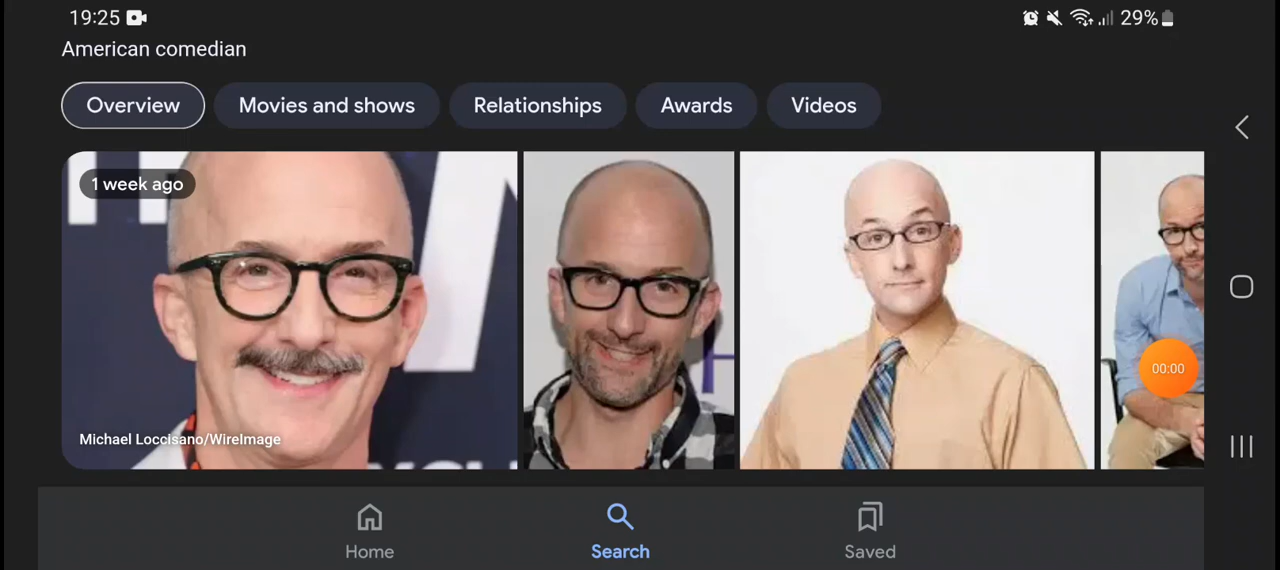 19:25
29%
American comedian
Overview
Movies and shows
Relationships
Awards
Videos
1 week ago
Michael Loccisano/WireImage
00:00
Home
Search
Saved